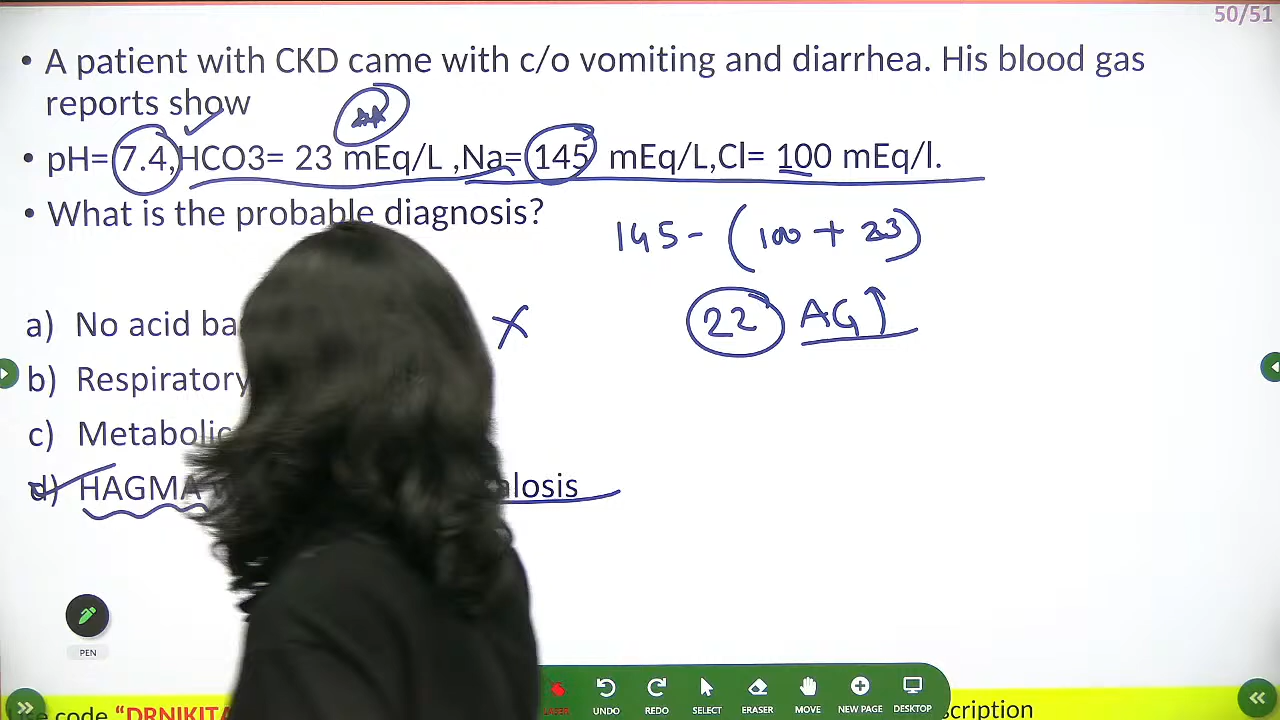 50/51
• A patient with CKD came with c/o vomiting and diarrhea. His blood gas
reports show
• pH= 7.4,HCO3= 23 mEq/L ,Na= 145 mEq/L,Cl= 100 mEq/l.
• What is the probable diagnosis?
145 - (100 + 23)
22 AG↑
a) No acid ba
b) Respiratory
c) Metabolic
d) HAGMA alosis
PEN
UNDO
REDO
SELECT
ERASER
MOVE
NEW PAGE
DESKTOP
code "DRNIKITA scription